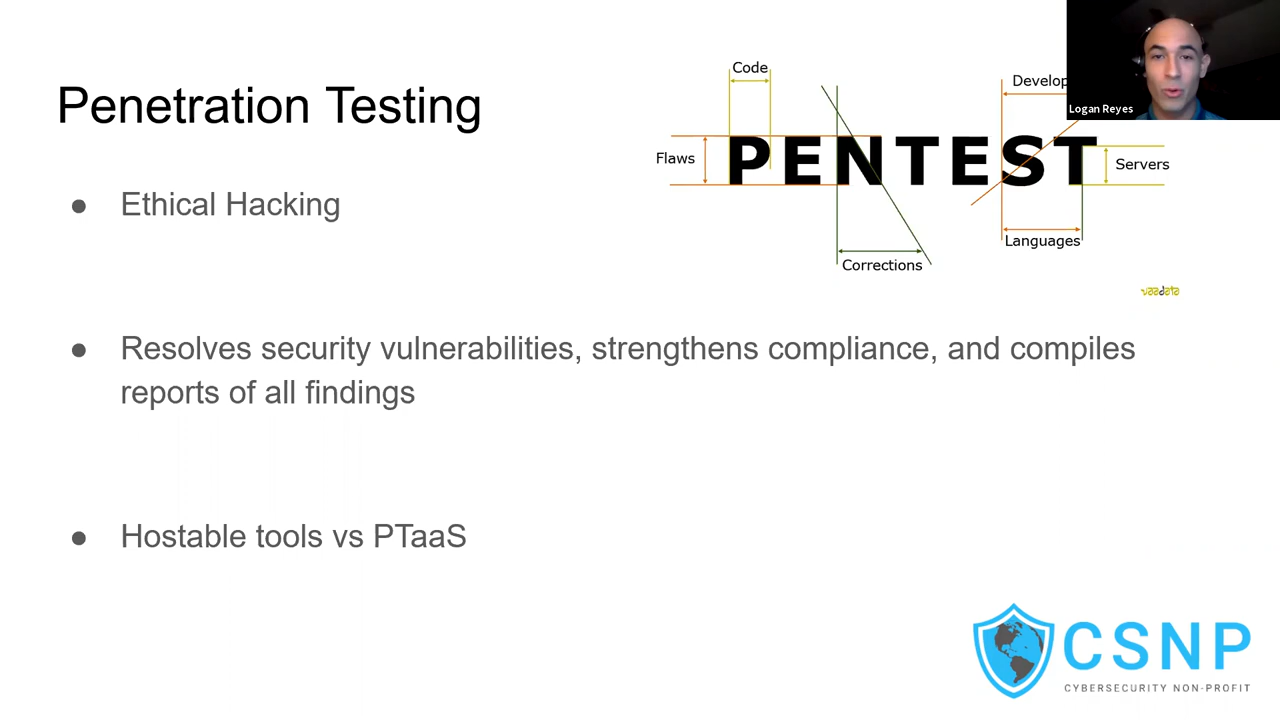 Penetration Testing
Code
Develop
Logan Reyes
Flaws
PENTEST
Servers
Languages
Corrections
vaadata
● Ethical Hacking
● Resolves security vulnerabilities, strengthens compliance, and compiles
reports of all findings
● Hostable tools vs PTaaS
CSNP
CYBERSECURITY NON-PROFIT